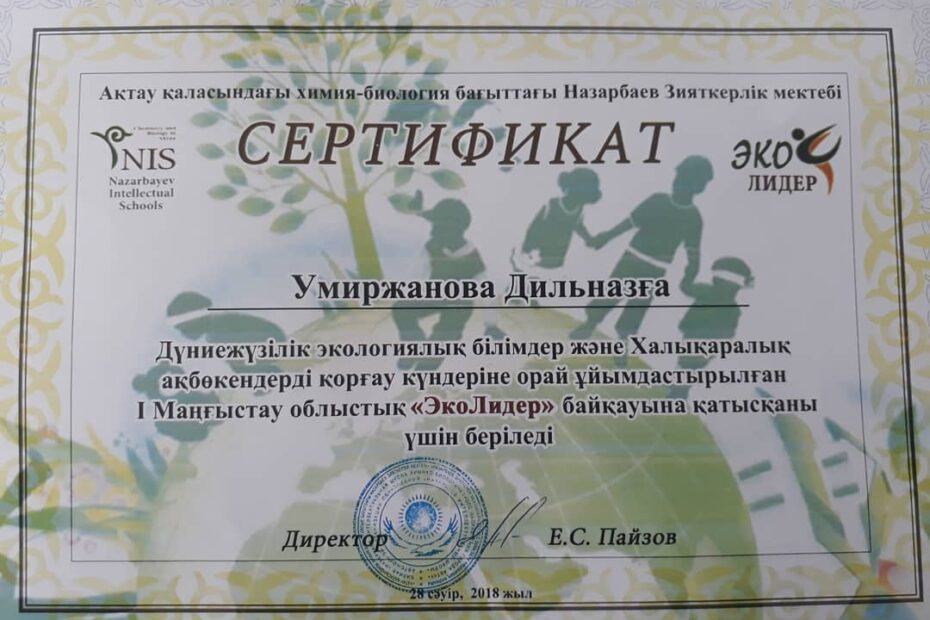 Ақтау қаласындағы химия-биология бағыттағы Назарбаев Зияткерлік мектебі
СЕРТИФИКАТ
NIS
Nazarbayev
Intellectual
Schools
ЭКО
ЛИДЕР
Умиржанова Дильназға
Дүниежүзілік экологиялық білімдер және Халықаралық
ақбөкендерді қорғау күндеріне орай ұйымдастырылған
I Маңғыстау облыстық «ЭкоЛидер» байқауына қатысқаны
үшін беріледі
Директор Е.С. Пайзов
28 сәуір, 2018 жыл